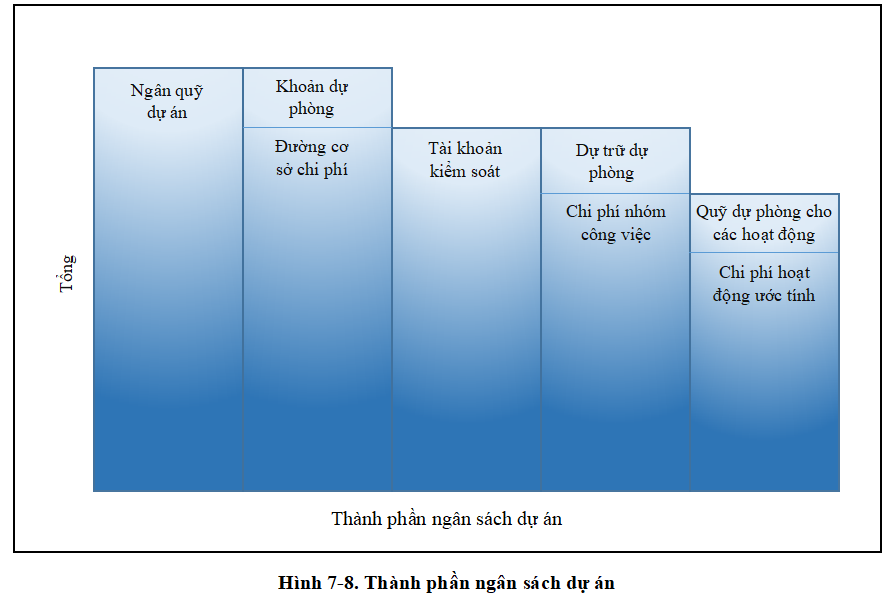 Ngân quỹ
dự án
Khoản dự
phòng
Đường cơ
sở chi phí
Tài khoản
kiểm soát
Dự trữ dự
phòng
Chi phí nhóm
công việc
Quỹ dự phòng cho
các hoạt động
Chi phí hoạt
động ước tính
Tổng
Thành phần ngân sách dự án
Hình 7-8. Thành phần ngân sách dự án